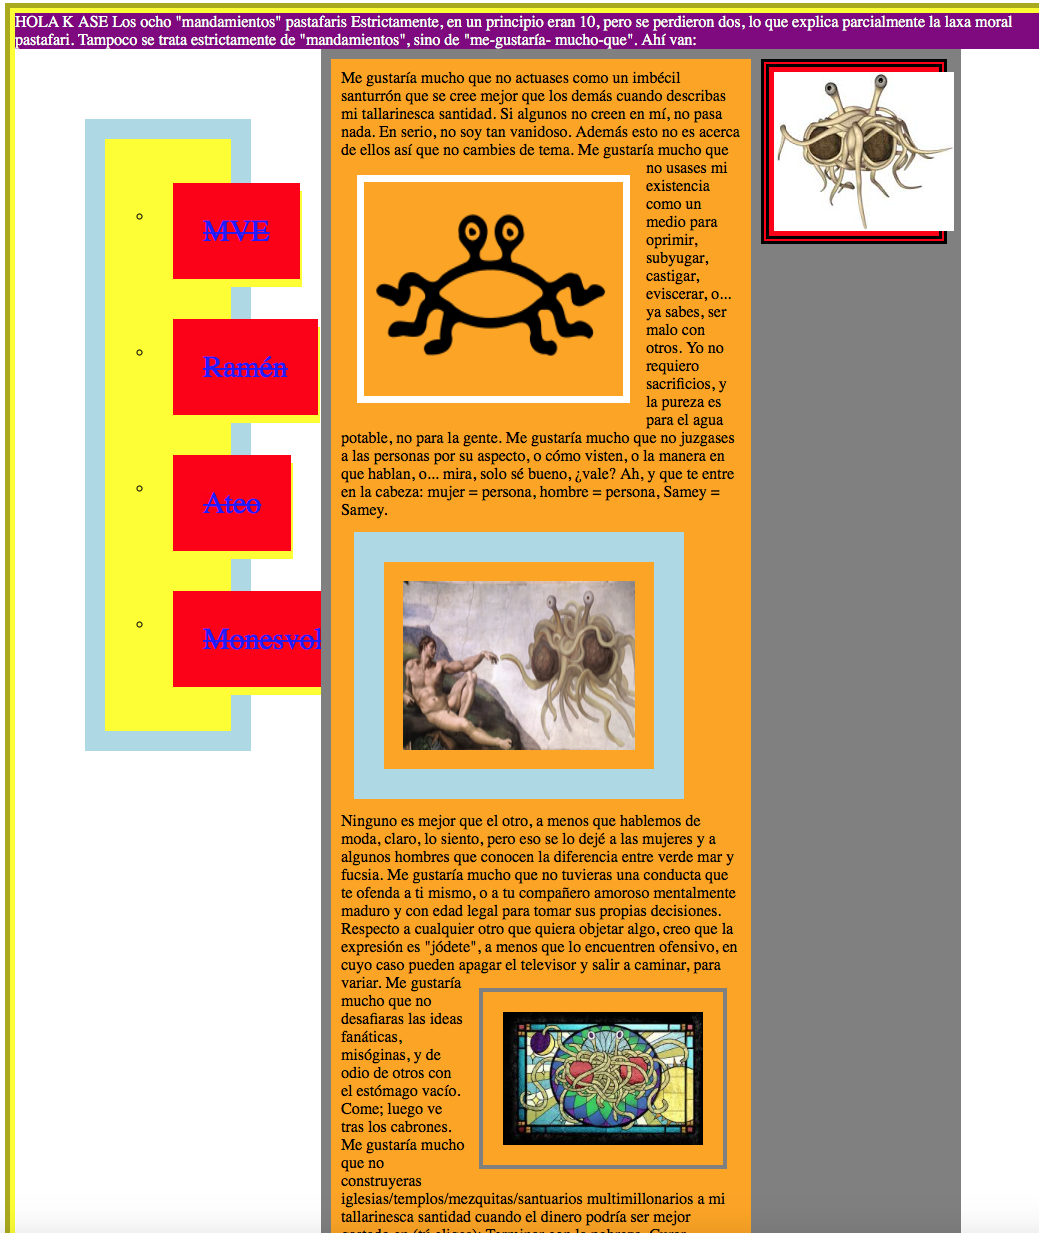 HOLA K ASE Los ocho "mandamientos" pastafaris Estrictamente, en un principio eran 10, pero se perdieron dos, lo que explica parcialmente la laxa moral
pastafari. Tampoco se trata estrictamente de "mandamientos", sino de "me-gustaría- mucho-que". Ahí van:
MVE
Ramén
Ateo
Monesvol
Me gustaría mucho que no actuases como un imbécil
santurrón que se cree mejor que los demás cuando describas
mi tallarinesca santidad. Si algunos no creen en mí, no pasa
nada. En serio, no soy tan vanidoso. Además esto no es acerca
de ellos así que no cambies de tema. Me gustaría mucho que
no usases mi
existencia
como un
medio para
oprimir,
subyugar,
castigar,
eviscerar, o...
ya sabes, ser
malo con
otros. Yo no
requiero
sacrificios, y
la pureza es
para el agua
potable, no para la gente. Me gustaría mucho que no juzgases
a las personas por su aspecto, o cómo visten, o la manera en
que hablan, o... mira, solo sé bueno, ¿vale? Ah, y que te entre
en la cabeza: mujer = persona, hombre = persona, Samey =
Samey.
Ninguno es mejor que el otro, a menos que hablemos de
moda, claro, lo siento, pero eso se lo dejé a las mujeres y a
algunos hombres que conocen la diferencia entre verde mar y
fucsia. Me gustaría mucho que no tuvieras una conducta que
te ofenda a ti mismo, o a tu compañero amoroso mentalmente
maduro y con edad legal para tomar sus propias decisiones.
Respecto a cualquier otro que quiera objetar algo, creo que la
expresión es "jódete", a menos que lo encuentren ofensivo, en
cuyo caso pueden apagar el televisor y salir a caminar, para
variar. Me gustaría
mucho que no
desafiaras las ideas
fanáticas,
misóginas, y de
odio de otros con
el estómago vacío.
Come; luego ve
tras los cabrones.
Me gustaría mucho
que no
construyeras
iglesias/templos/mezquitas/santuarios multimillonarios a mi
tallarinesca santidad cuando el dinero podría ser mejor